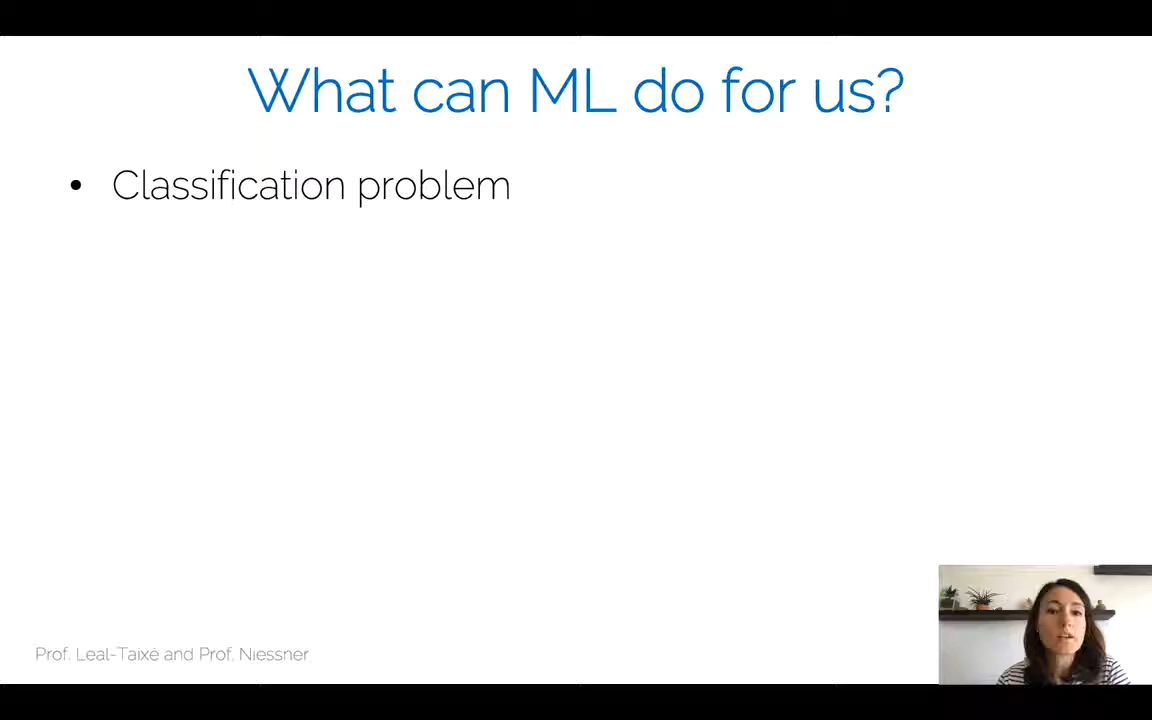 What can ML do for us?
• Classification problem
Prof. Leal-Taixé and Prof. Niessner